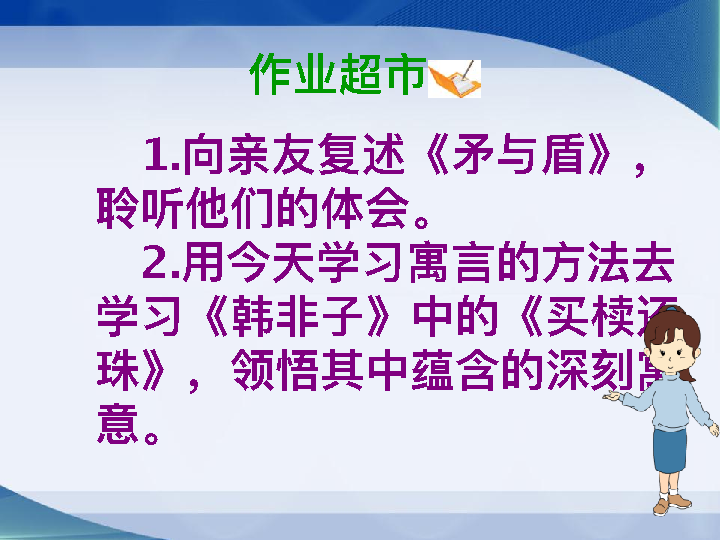 作业超市
1.向亲友复述《矛与盾》，
聆听他们的体会。
2.用今天学习寓言的方法去
学习《韩非子》中的《买椟还
珠》，领悟其中蕴含的深刻寓
意。